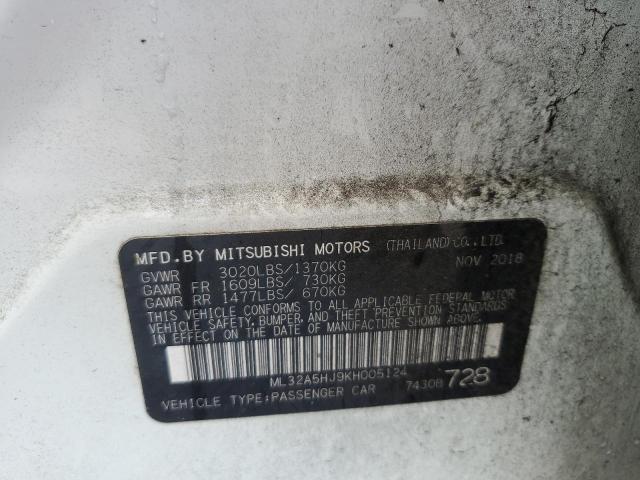 MFD.BY MITSUBISHI MOTORS (THAILAND)CO.,LTD.
GVWR 3020LBS/1370KG NOV 2018
GAWR FR 1609LBS/ 730KG
GAWR RR 1477LBS/ 670KG
THIS VEHICLE CONFORMS TO ALL APPLICABLE FEDERAL MOTOR
VEHICLE SAFETY, BUMPER, AND THEFT PREVENTION STANDARDS
IN EFFECT ON THE DATE OF MANUFACTURE SHOWN ABOVE.
ML32A5HJ9KH005124
VEHICLE TYPE:PASSENGER CAR 7430B 728